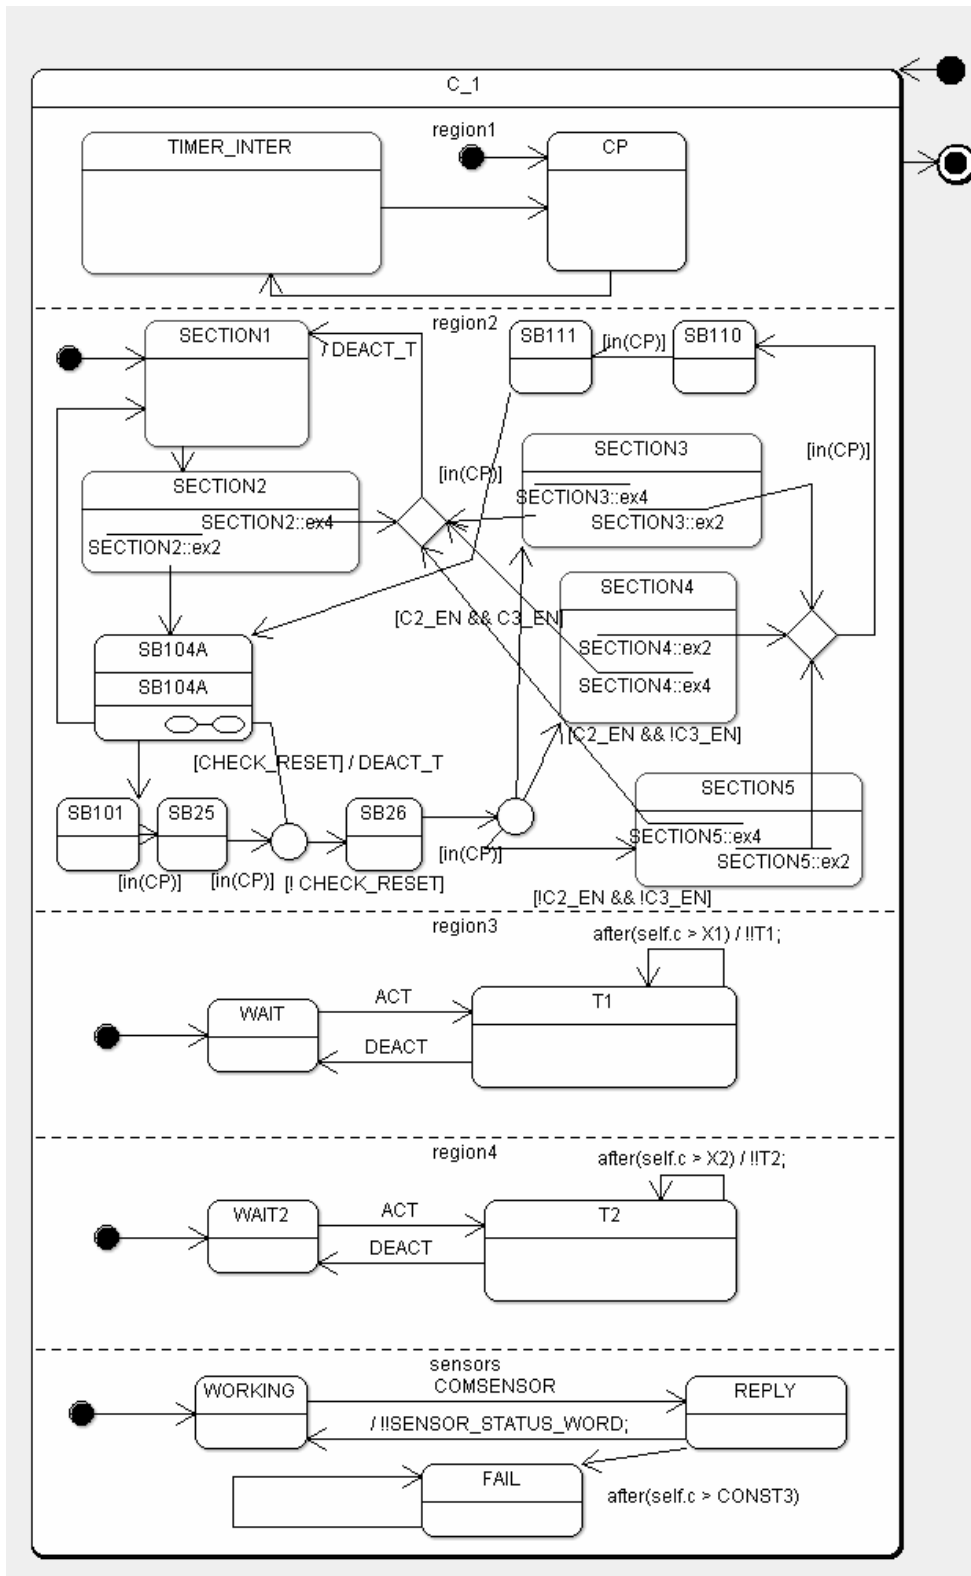 C_1
region1
TIMER_INTER
CP
region2
SECTION1
/ DEACT_T
SB111
[in(CP)]
SB110
SECTION3
[in(CP)]
[in(CP)]
SECTION2
SECTION3::ex4
SECTION2::ex4
SECTION3::ex2
SECTION2::ex2
SECTION4
[C2_EN && C3_EN]
SB104A
SECTION4::ex2
SB104A
SECTION4::ex4
[C2_EN && !C3_EN]
[CHECK_RESET] / DEACT_T
SECTION5
SB101
SB25
SB26
SECTION5::ex4
[in(CP)]
SECTION5::ex2
[in(CP)]
[in(CP)]
[! CHECK_RESET]
[!C2_EN && !C3_EN]
region3
after(self.c > X1) / !!T1;
ACT
T1
WAIT
DEACT
region4
after(self.c > X2) / !!T2;
ACT
WAIT2
T2
DEACT
sensors
COMSENSOR
WORKING
REPLY
/ !!SENSOR_STATUS_WORD;
FAIL
after(self.c > CONST3)